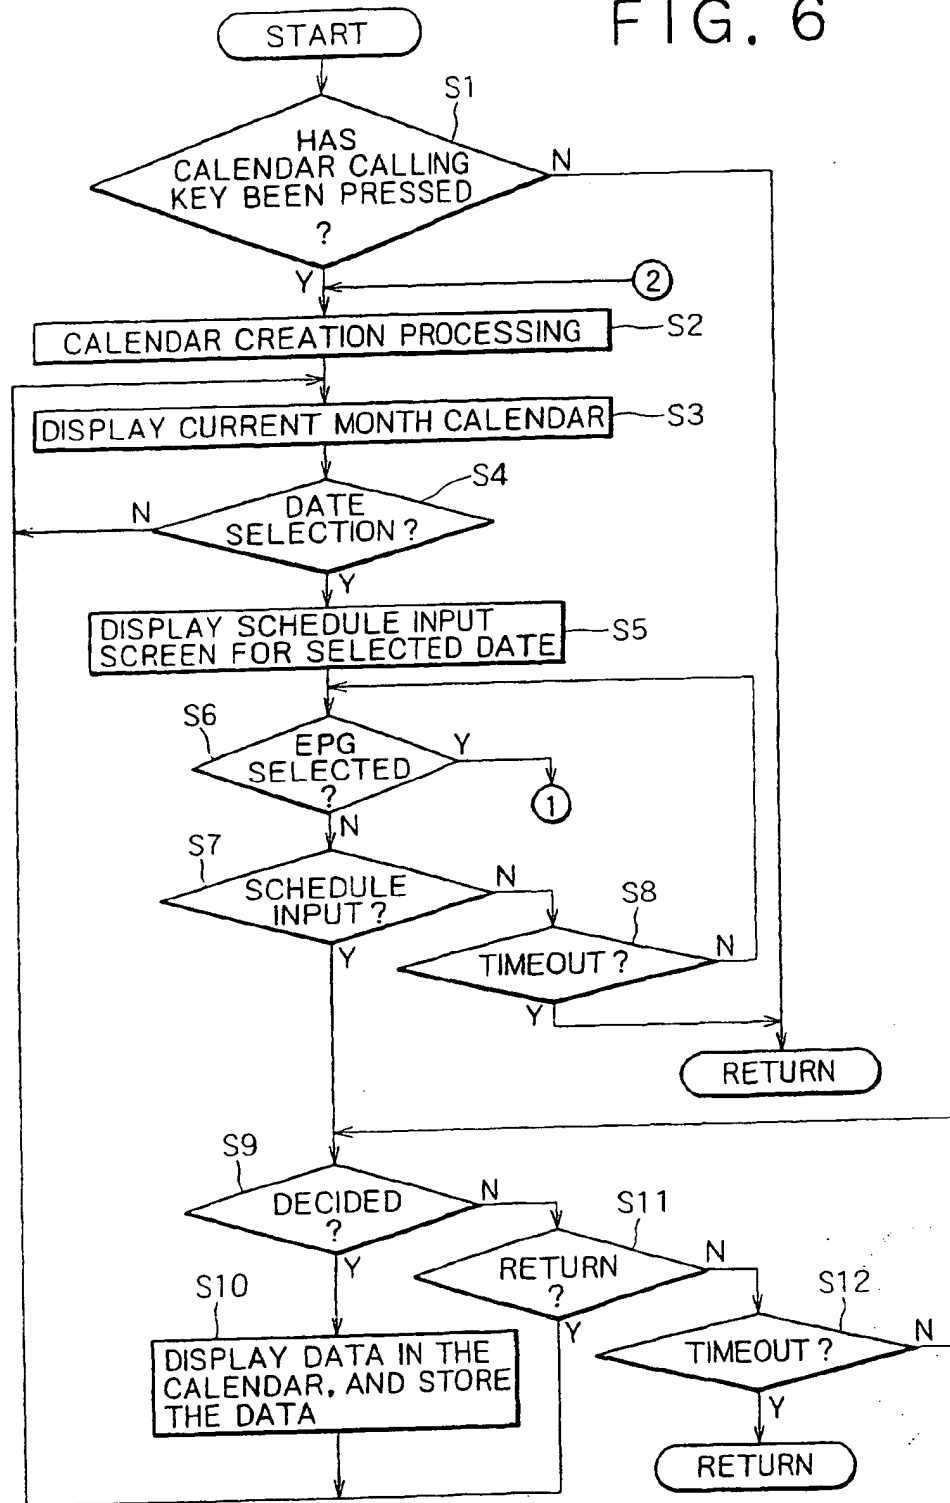 FIG. 6
START
S1
HAS
CALENDAR CALLING
KEY BEEN PRESSED
?
N
Y
2
CALENDAR CREATION PROCESSING
S2
DISPLAY CURRENT MONTH CALENDAR
S3
S4
DATE
SELECTION ?
N
Y
DISPLAY SCHEDULE INPUT
SCREEN FOR SELECTED DATE
S5
S6
EPG
SELECTED
?
Y
1
N
S7
SCHEDULE
INPUT ?
N
Y
S8
TIMEOUT ?
N
Y
RETURN
S9
DECIDED
?
N
Y
S11
RETURN
?
N
Y
S10
DISPLAY DATA IN THE
CALENDAR, AND STORE
THE DATA
S12
TIMEOUT ?
N
Y
RETURN